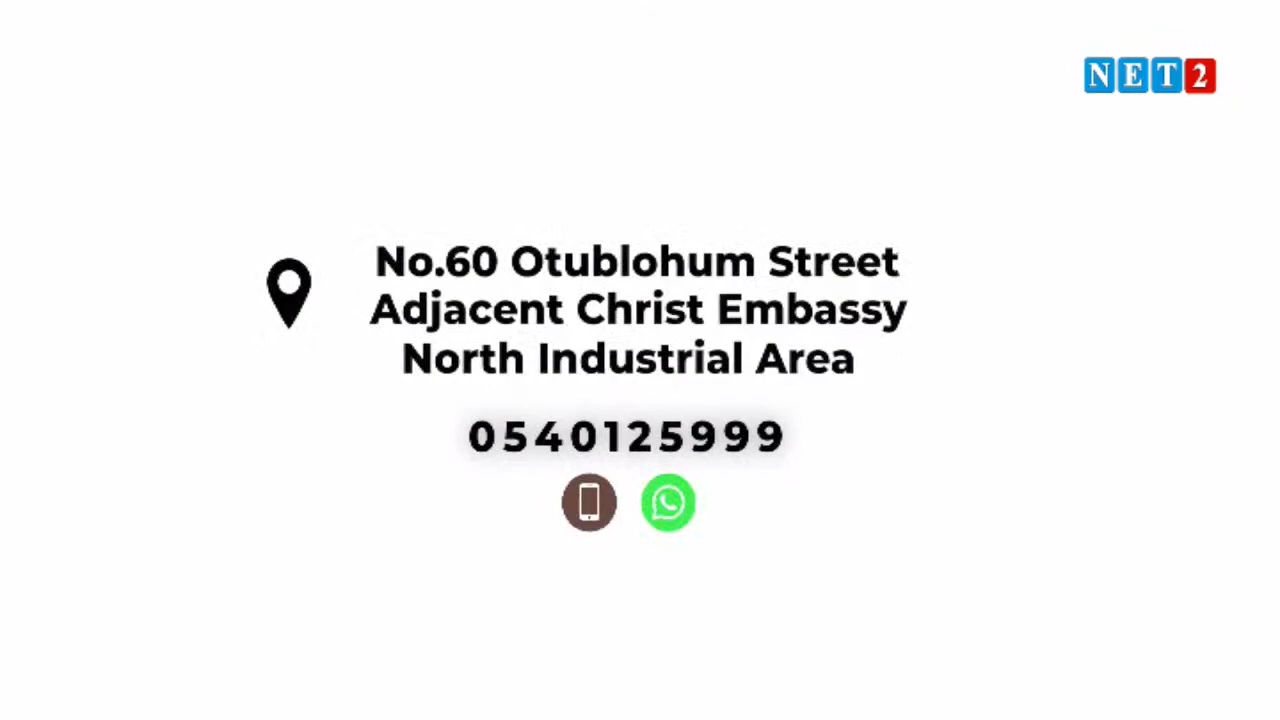 NET2
No.60 Otublohum Street
Adjacent Christ Embassy
North Industrial Area
0540125999